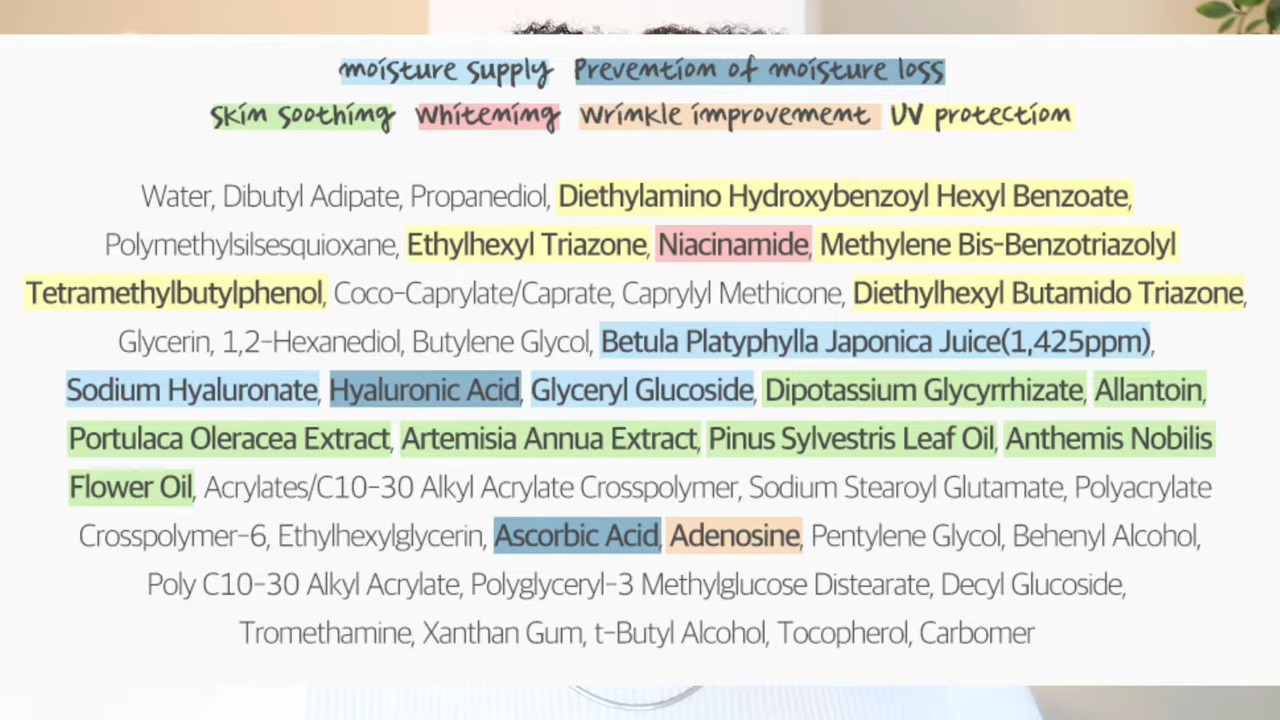 moisture supply Prevention of moisture loss
skin soothing whitening wrinkle improvement UV protection
Water, Dibutyl Adipate, Propanediol, Diethylamino Hydroxybenzoyl Hexyl Benzoate,
Polymethylsilsesquioxane, Ethylhexyl Triazone, Niacinamide, Methylene Bis-Benzotriazolyl
Tetramethylbutylphenol, Coco-Caprylate/Caprate, Caprylyl Methicone, Diethylhexyl Butamido Triazone,
Glycerin, 1,2-Hexanediol, Butylene Glycol, Betula Platyphylla Japonica Juice(1,425ppm),
Sodium Hyaluronate, Hyaluronic Acid, Glyceryl Glucoside, Dipotassium Glycyrrhizate, Allantoin,
Portulaca Oleracea Extract, Artemisia Annua Extract, Pinus Sylvestris Leaf Oil, Anthemis Nobilis
Flower Oil, Acrylates/C10-30 Alkyl Acrylate Crosspolymer, Sodium Stearoyl Glutamate, Polyacrylate
Crosspolymer-6, Ethylhexylglycerin, Ascorbic Acid, Adenosine, Pentylene Glycol, Behenyl Alcohol,
Poly C10-30 Alkyl Acrylate, Polyglyceryl-3 Methylglucose Distearate, Decyl Glucoside,
Tromethamine, Xanthan Gum, t-Butyl Alcohol, Tocopherol, Carbomer